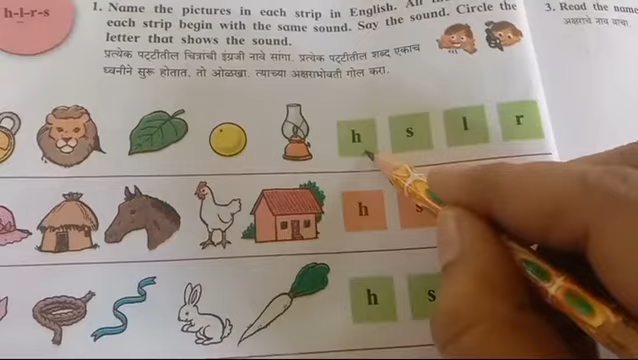 h-l-r-s
1. Name the pictures in each strip in English. All
each strip begin with the same sound. Say the sound. Circle the
letter that shows the sound.
प्रत्येक पट्टीतील चित्रांची इंग्रजी नावे सांगा. प्रत्येक पट्टीतील शब्द एकाच
ध्वनीने सुरू होतात. तो ओळखा. त्याच्या अक्षराभोवती गोल करा.
3. Read the name
अक्षराचे नाव वाचा.
h s l r
h s
h s